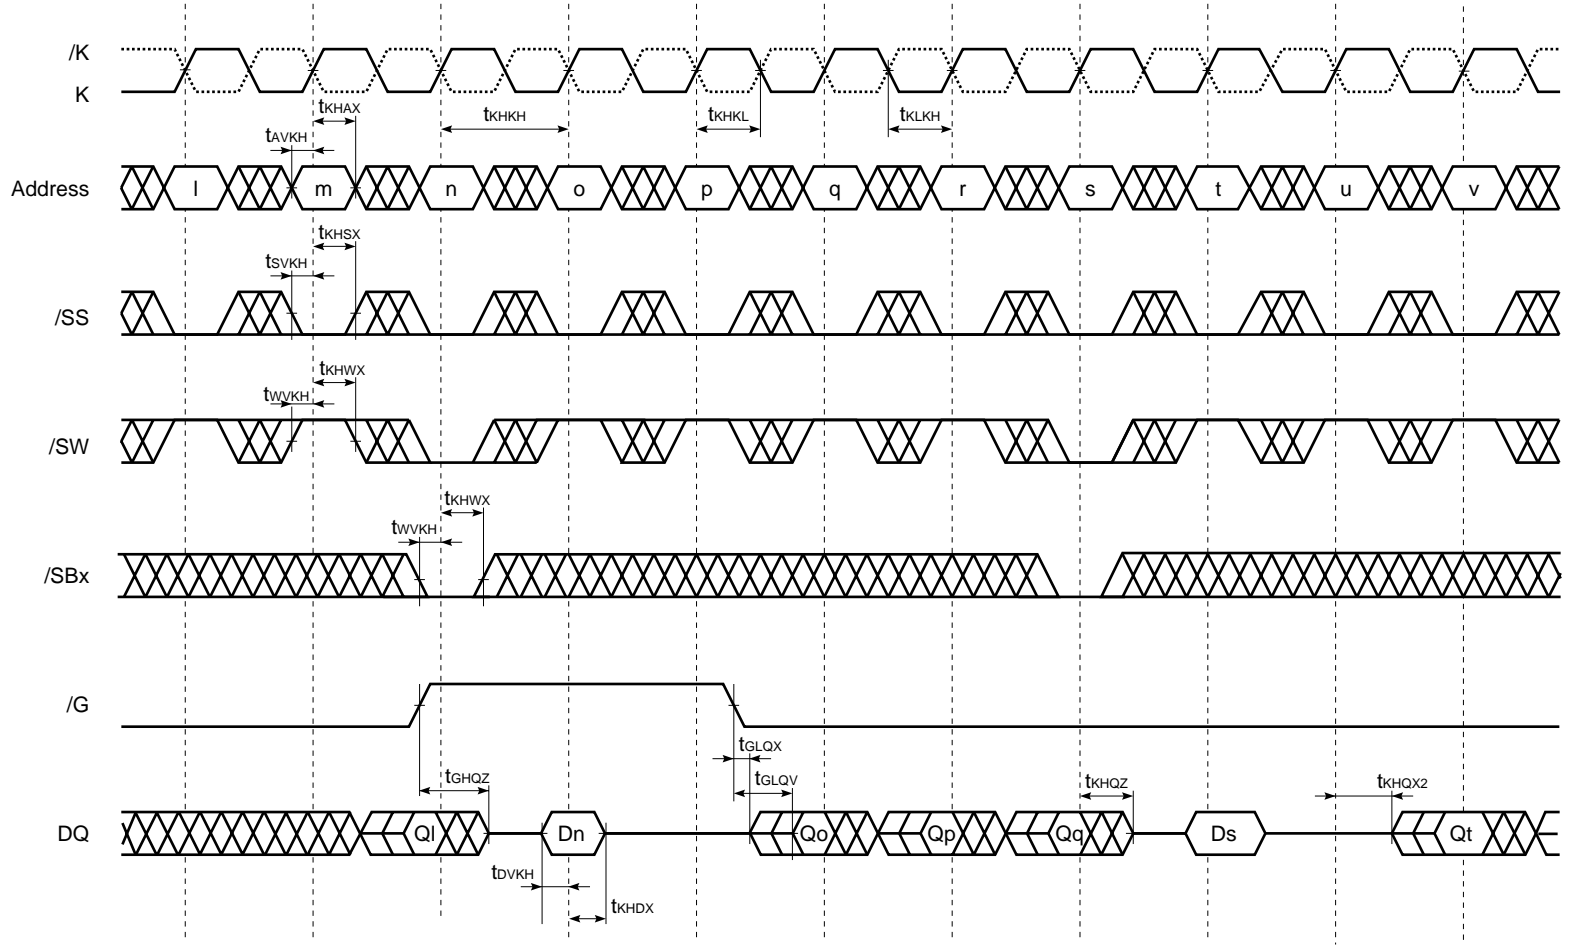 /K
K
tKHAX
tAVKH
tKHKH
tKHKL
tKLKH
Address
l
m
n
o
p
q
r
s
t
u
v
tKHSX
tSVKH
/SS
tKHWX
tWVKH
/SW
tKHWX
tWVKH
/SBx
/G
tGHQZ
tGLQX
tGLQV
tKHQZ
tKHQX2
DQ
Ql
Dn
Qo
Qp
Qq
Ds
Qt
tDVKH
tKHDX